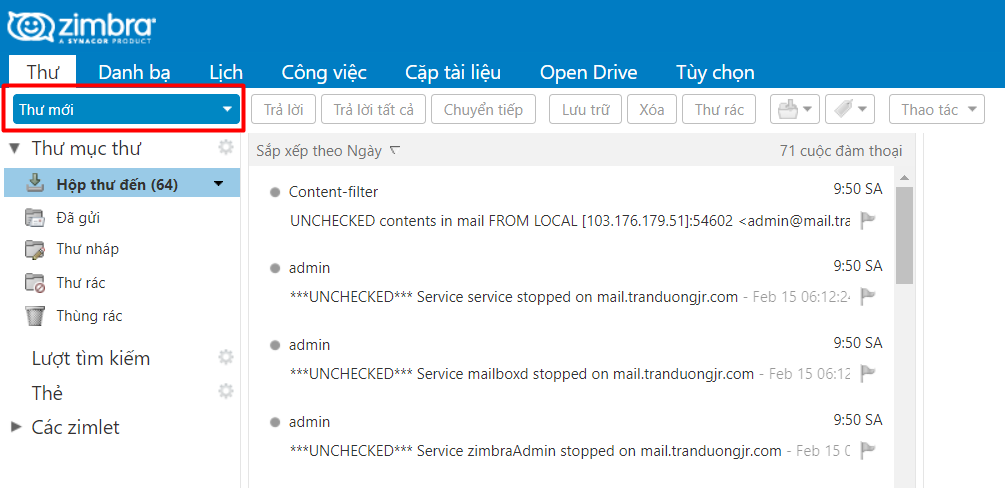 zimbra
A SYNACOR PRODUCT
Thư Danh bạ Lịch Công việc Cặp tài liệu Open Drive Tùy chọn
Thư mới Trả lời Trả lời tất cả Chuyển tiếp Lưu trữ Xóa Thư rác Thao tác
Thư mục thư
Hộp thư đến (64)
Đã gửi
Thư nháp
Thư rác
Thùng rác
Lượt tìm kiếm
Thẻ
Các zimlet
Sắp xếp theo Ngày 71 cuộc đàm thoại
Content-filter 9:50 SA
UNCHECKED contents in mail FROM LOCAL [103.176.179.51]:54602 <admin@mail.tra
admin 9:50 SA
***UNCHECKED*** Service service stopped on mail.tranduongjr.com - Feb 15 06:12:24
admin 9:50 SA
***UNCHECKED*** Service mailboxd stopped on mail.tranduongjr.com - Feb 15 06:12
admin 9:50 SA
***UNCHECKED*** Service zimbraAdmin stopped on mail.tranduongjr.com - Feb 15 0